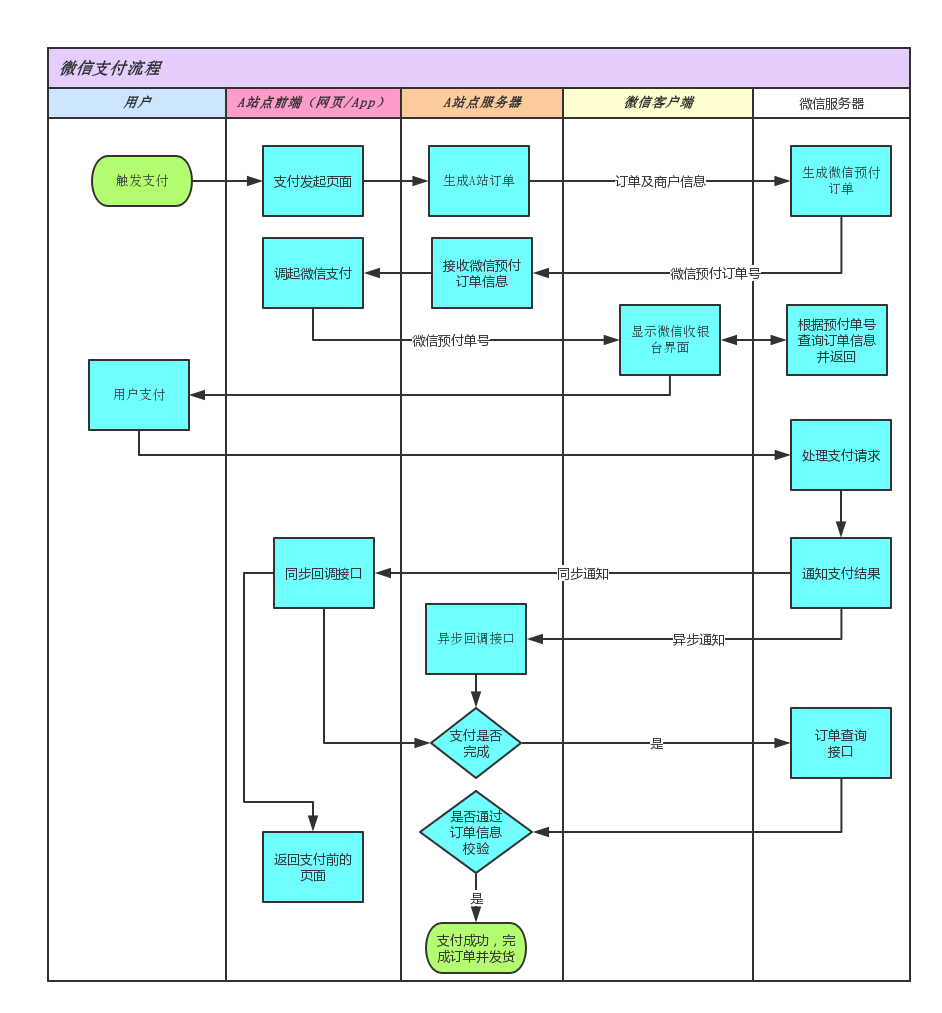 微信支付流程
用户
A站点前端（网页/App）
A站点服务器
微信客户端
微信服务器
触发支付
支付发起页面
生成A站订单
订单及商户信息
生成微信预付
订单
调起微信支付
接收微信预付
订单信息
微信预付订单号
微信预付单号
显示微信收银
台界面
根据预付单号
查询订单信息
并返回
用户支付
处理支付请求
同步回调接口
同步通知
通知支付结果
异步回调接口
异步通知
支付是否
完成
是
订单查询
接口
是否通过
订单信息
校验
返回支付前的
页面
是
支付成功，完
成订单并发货